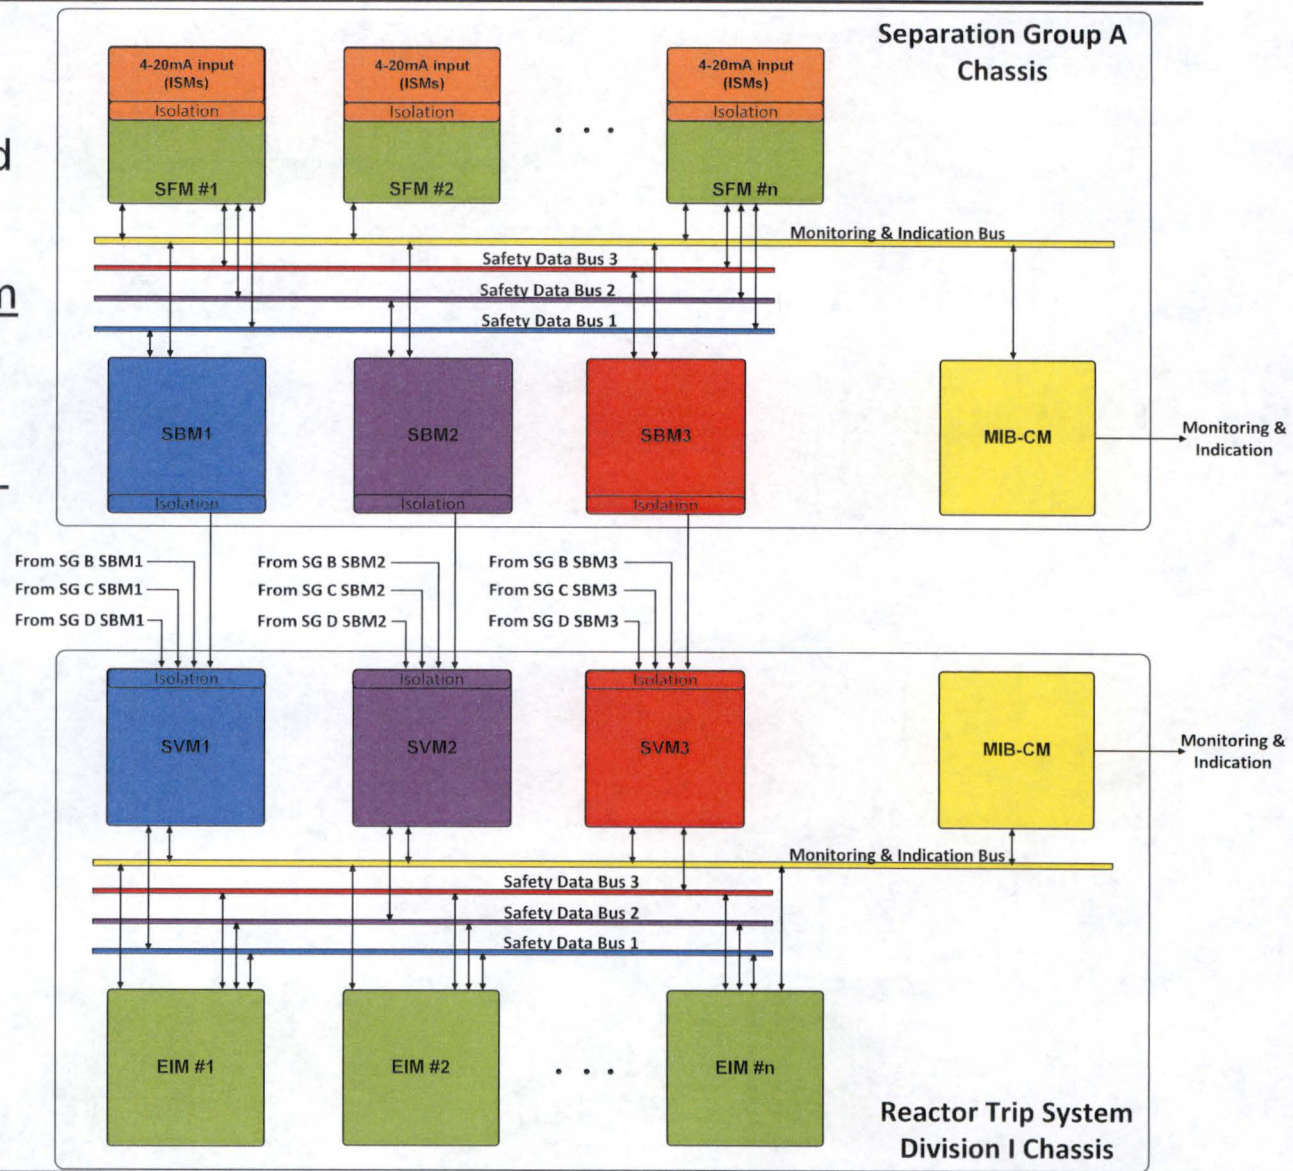 Separation Group A
Chassis
4-20mA input
(ISMs)
Isolation
SFM #1
4-20mA input
(ISMs)
Isolation
SFM #2
. . .
4-20mA input
(ISMs)
Isolation
SFM #n
d
m
Monitoring & Indication Bus
Safety Data Bus 3
Safety Data Bus 2
Safety Data Bus 1
SBM1
Isolation
SBM2
Isolation
SBM3
Isolation
MIB-CM
Monitoring &
Indication
From SG B SBM1
From SG C SBM1
From SG D SBM1
From SG B SBM2
From SG C SBM2
From SG D SBM2
From SG B SBM3
From SG C SBM3
From SG D SBM3
Isolation
SVM1
Isolation
SVM2
Isolation
SVM3
MIB-CM
Monitoring &
Indication
Monitoring & Indication Bus
Safety Data Bus 3
Safety Data Bus 2
Safety Data Bus 1
EIM #1
EIM #2
. . .
EIM #n
Reactor Trip System
Division I Chassis